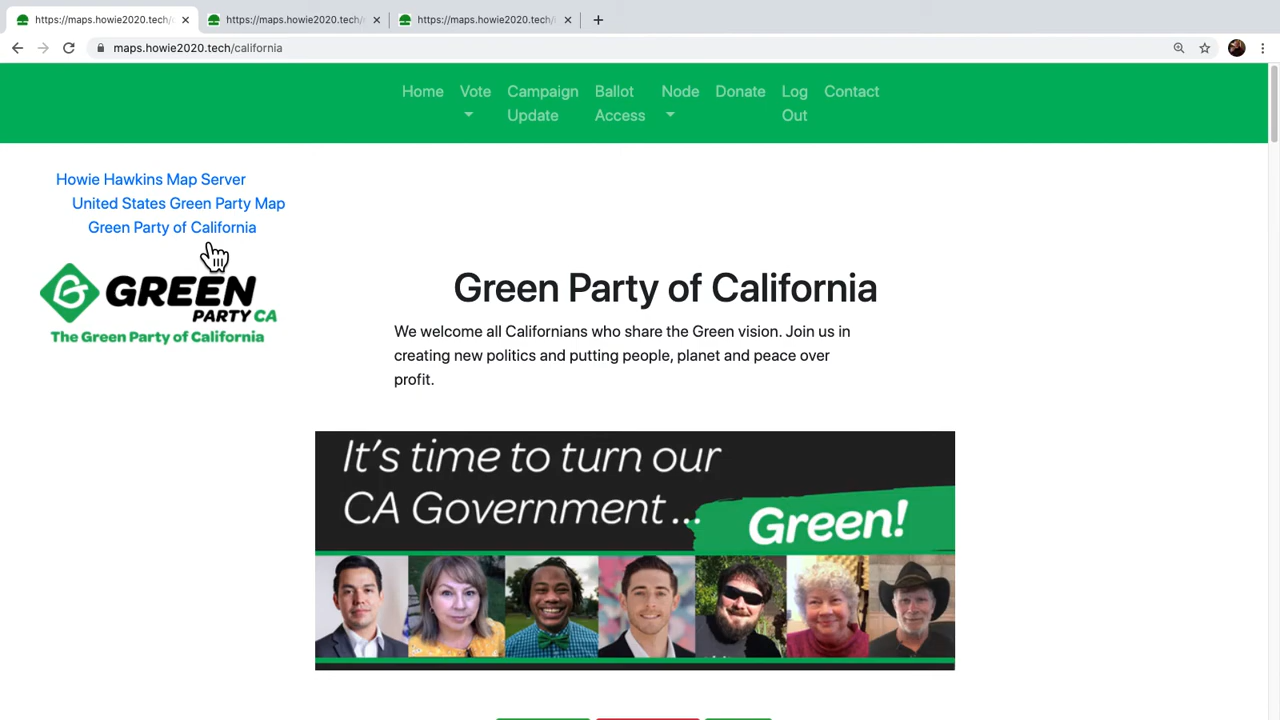 https://maps.howie2020.tech/
https://maps.howie2020.tech/
https://maps.howie2020.tech/
maps.howie2020.tech/california
Home Vote Campaign Update Ballot Access Node Donate Log Out Contact
Howie Hawkins Map Server
United States Green Party Map
Green Party of California
GREEN
PARTY CA
The Green Party of California
Green Party of California
We welcome all Californians who share the Green vision. Join us in
creating new politics and putting people, planet and peace over
profit.
It's time to turn our
CA Government...
Green!